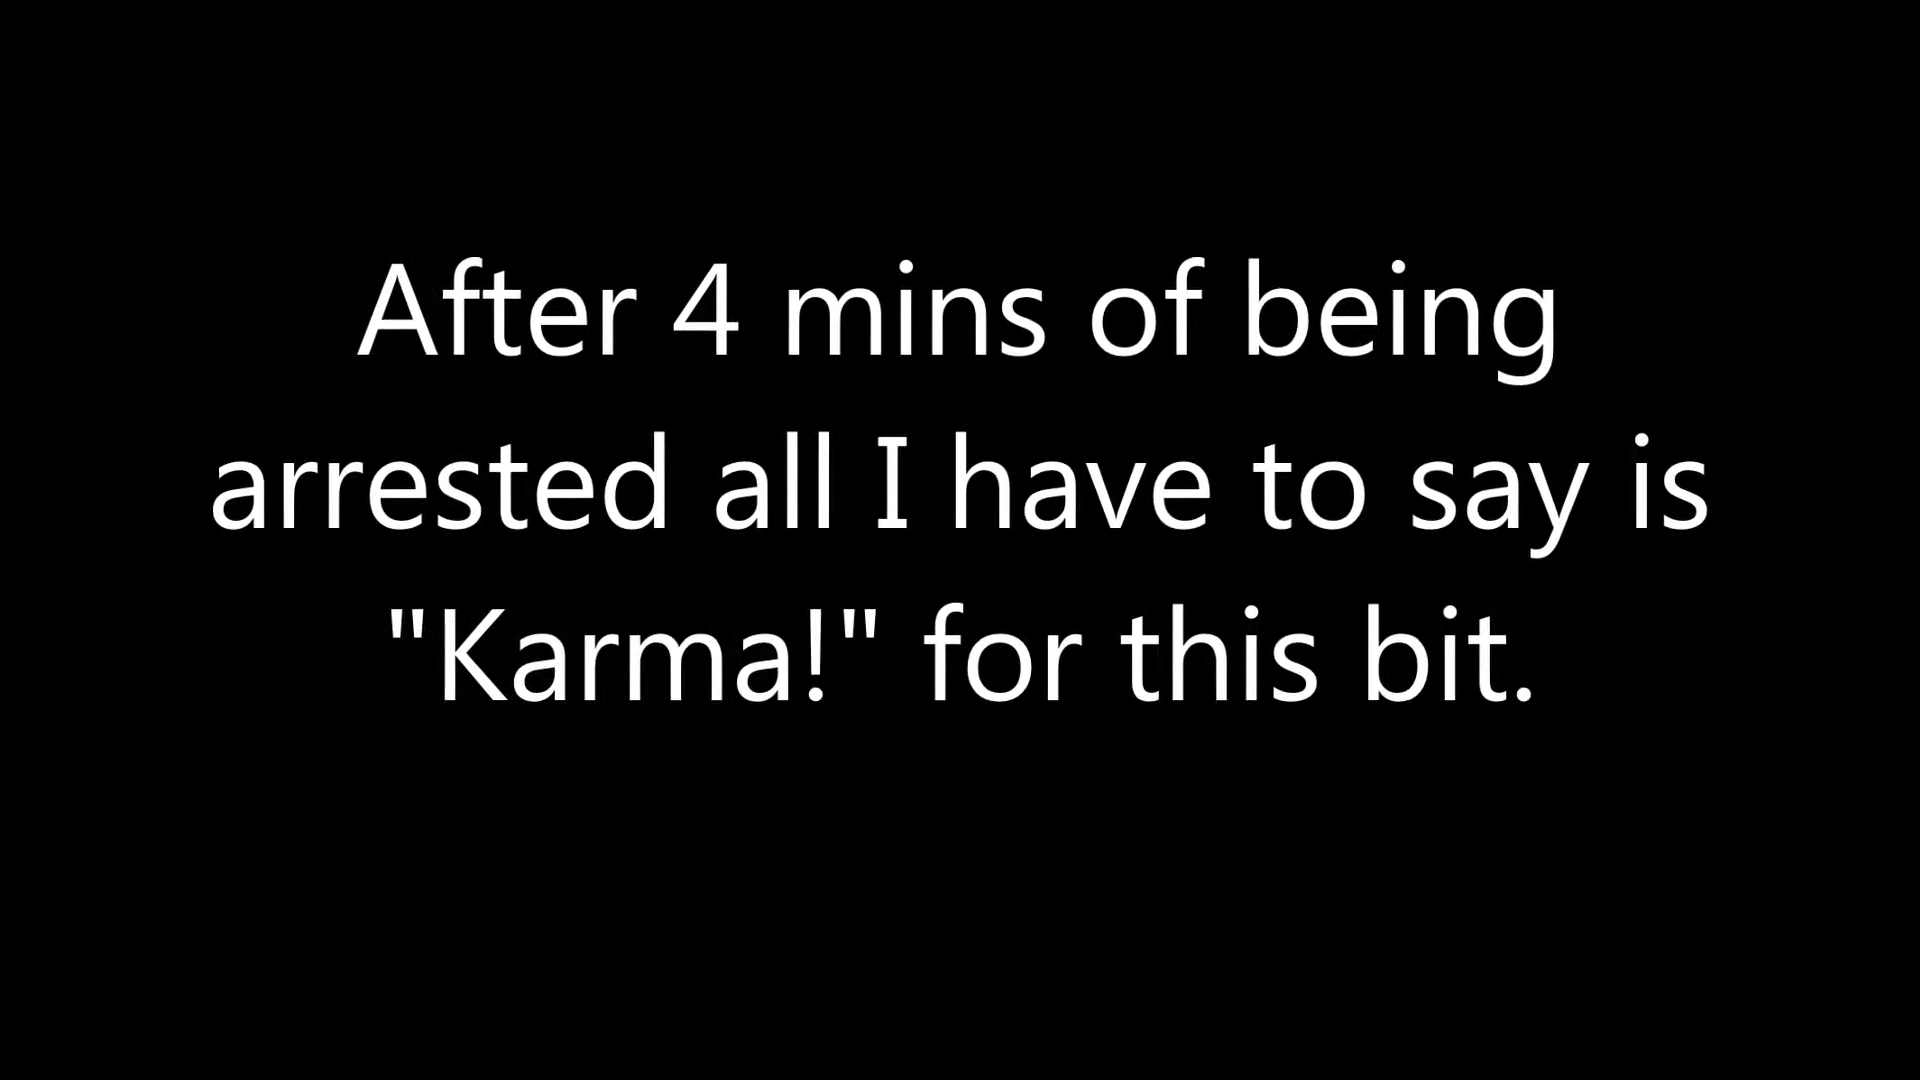 After 4 mins of being
arrested all I have to say is
"Karma!" for this bit.